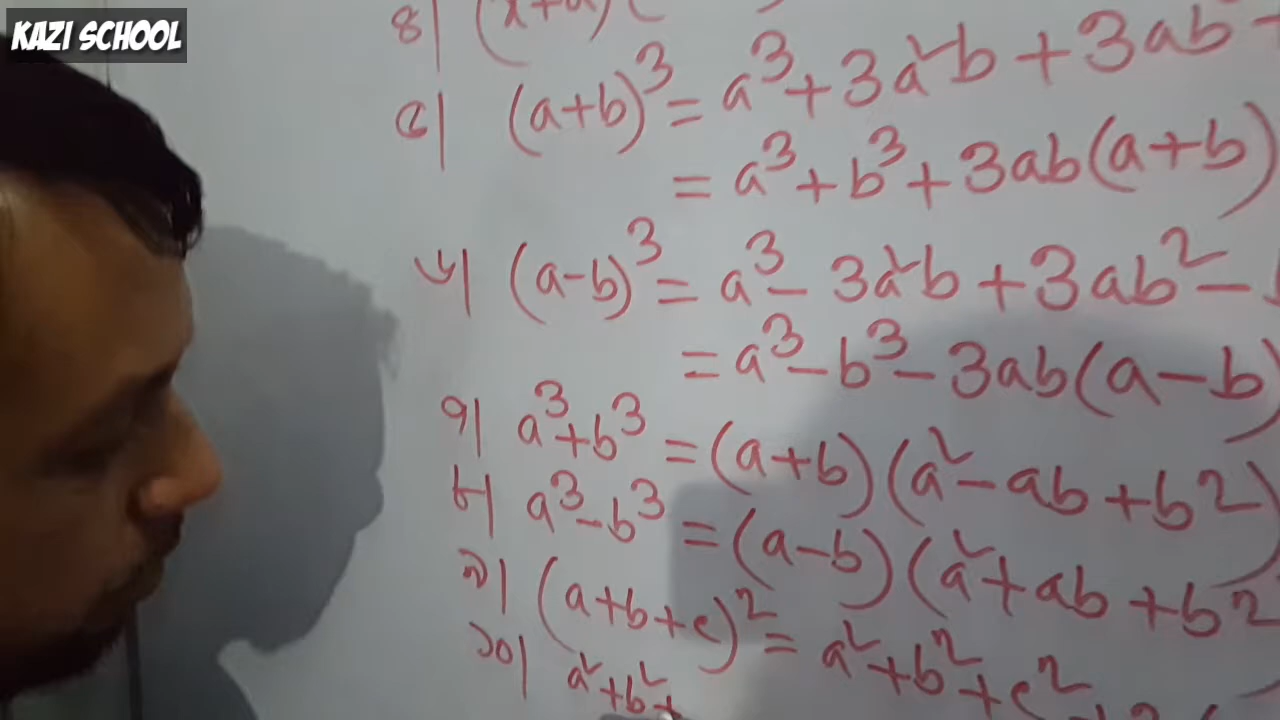 KAZI SCHOOL
৪| (x+a)(
৫| (a+b)³ = a³+3a²b+3ab
= a³+b³+3ab(a+b)
৬| (a-b)³ = a³-3a²b+3ab²-
= a³-b³-3ab(a-b)
৭| a³+b³ = (a+b)(a²-ab+b²)
৮| a³-b³ = (a-b)(a²+ab+b²
৯| (a+b+c)² = a²+b²+c²
১০| a²+b²+